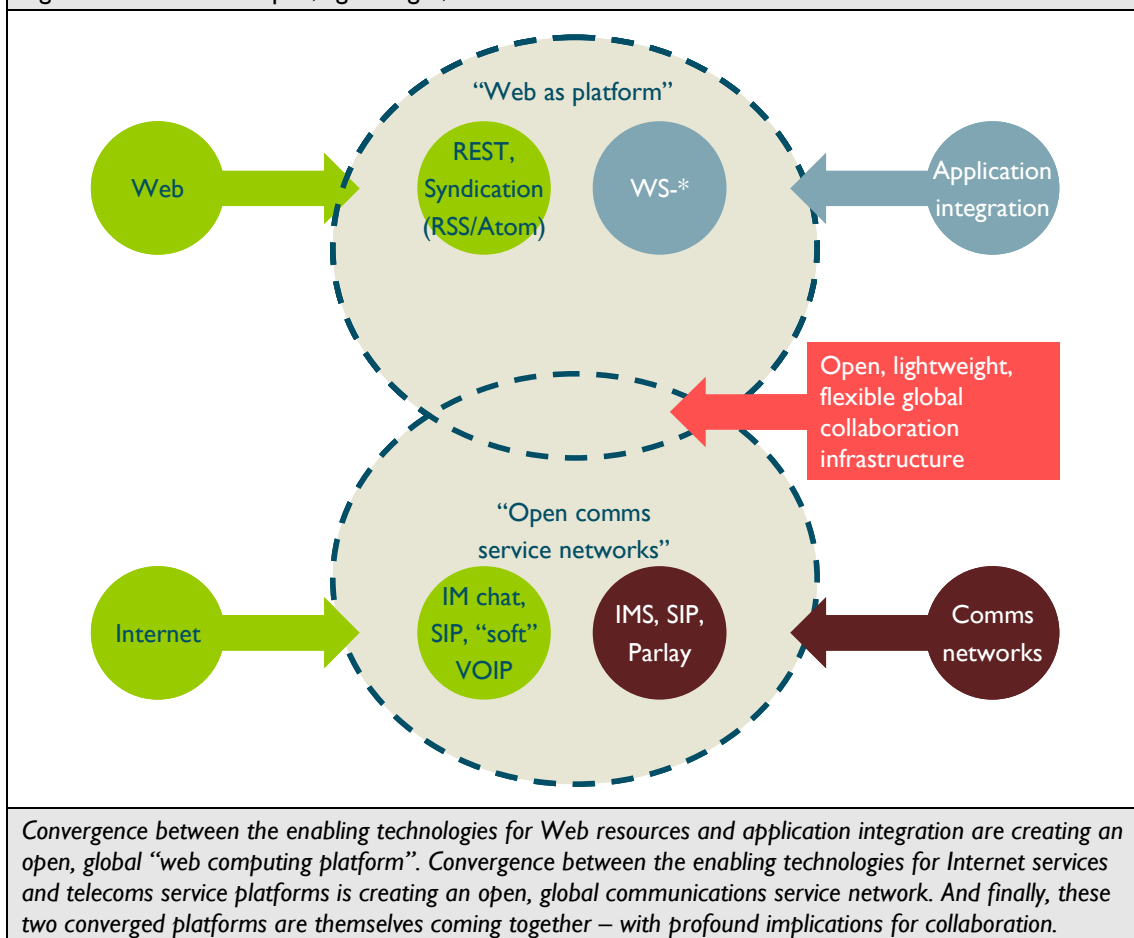 “Web as platform”
Web
REST,
Syndication
(RSS/Atom)
WS-*
Application
integration
Open, lightweight,
flexible global
collaboration
infrastructure
“Open comms
service networks”
Internet
IM chat,
SIP, “soft”
VOIP
IMS, SIP,
Parlay
Comms
networks
Convergence between the enabling technologies for Web resources and application integration are creating an
open, global “web computing platform”. Convergence between the enabling technologies for Internet services
and telecoms service platforms is creating an open, global communications service network. And finally, these
two converged platforms are themselves coming together – with profound implications for collaboration.